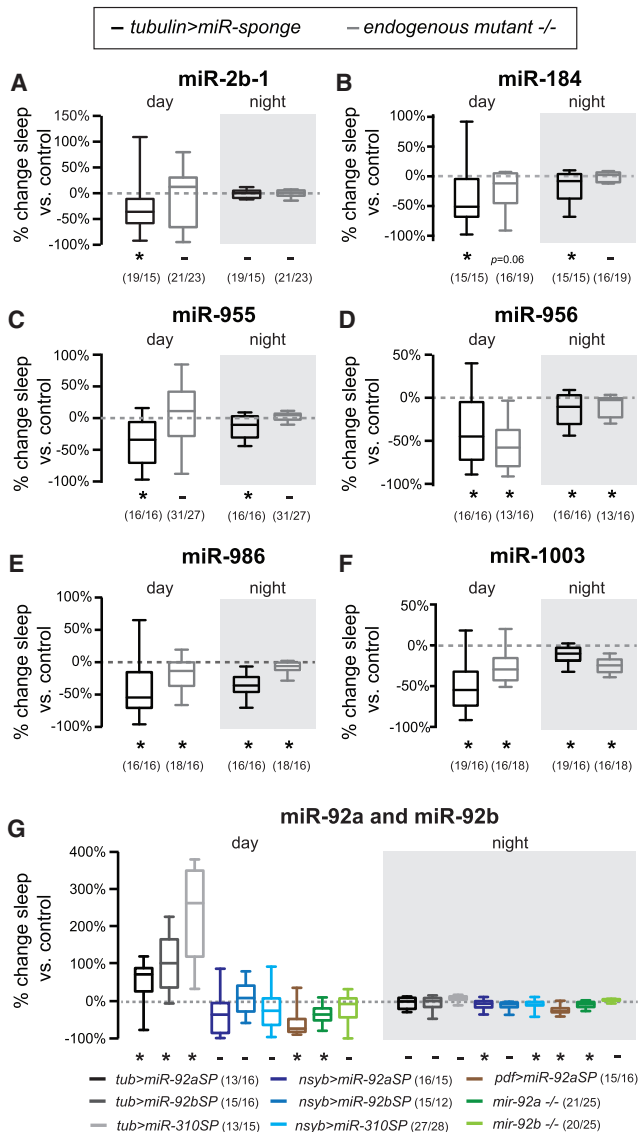 tubulin>miR-sponge endogenous mutant -/-
A miR-2b-1
day night
% change sleep vs. control
150%
100%
50%
0%
-50%
-100%
* - - -
(19/15) (21/23) (19/15) (21/23)
B miR-184
day night
% change sleep vs. control
100%
50%
0%
-50%
-100%
* p=0.06 * -
(15/15) (16/19) (15/15) (16/19)
C miR-955
day night
% change sleep vs. control
100%
50%
0%
-50%
-100%
* - * -
(16/16) (31/27) (16/16) (31/27)
D miR-956
day night
% change sleep vs. control
50%
0%
-50%
-100%
* * * *
(16/16) (13/16) (16/16) (13/16)
E miR-986
day night
% change sleep vs. control
100%
50%
0%
-50%
-100%
* * * *
(16/16) (18/16) (16/16) (18/16)
F miR-1003
day night
% change sleep vs. control
50%
0%
-50%
-100%
* * * *
(19/16) (16/18) (19/16) (16/18)
G miR-92a and miR-92b
day night
% change sleep vs. control
400%
300%
200%
100%
0%
-100%
* * * - - - * * - - - - * - * * * -
tub>miR-92aSP (13/16) nsyb>miR-92aSP (16/15) pdf>miR-92aSP (15/16)
tub>miR-92bSP (15/16) nsyb>miR-92bSP (15/12) mir-92a -/- (21/25)
tub>miR-310SP (13/15) nsyb>miR-310SP (27/28) mir-92b -/- (20/25)